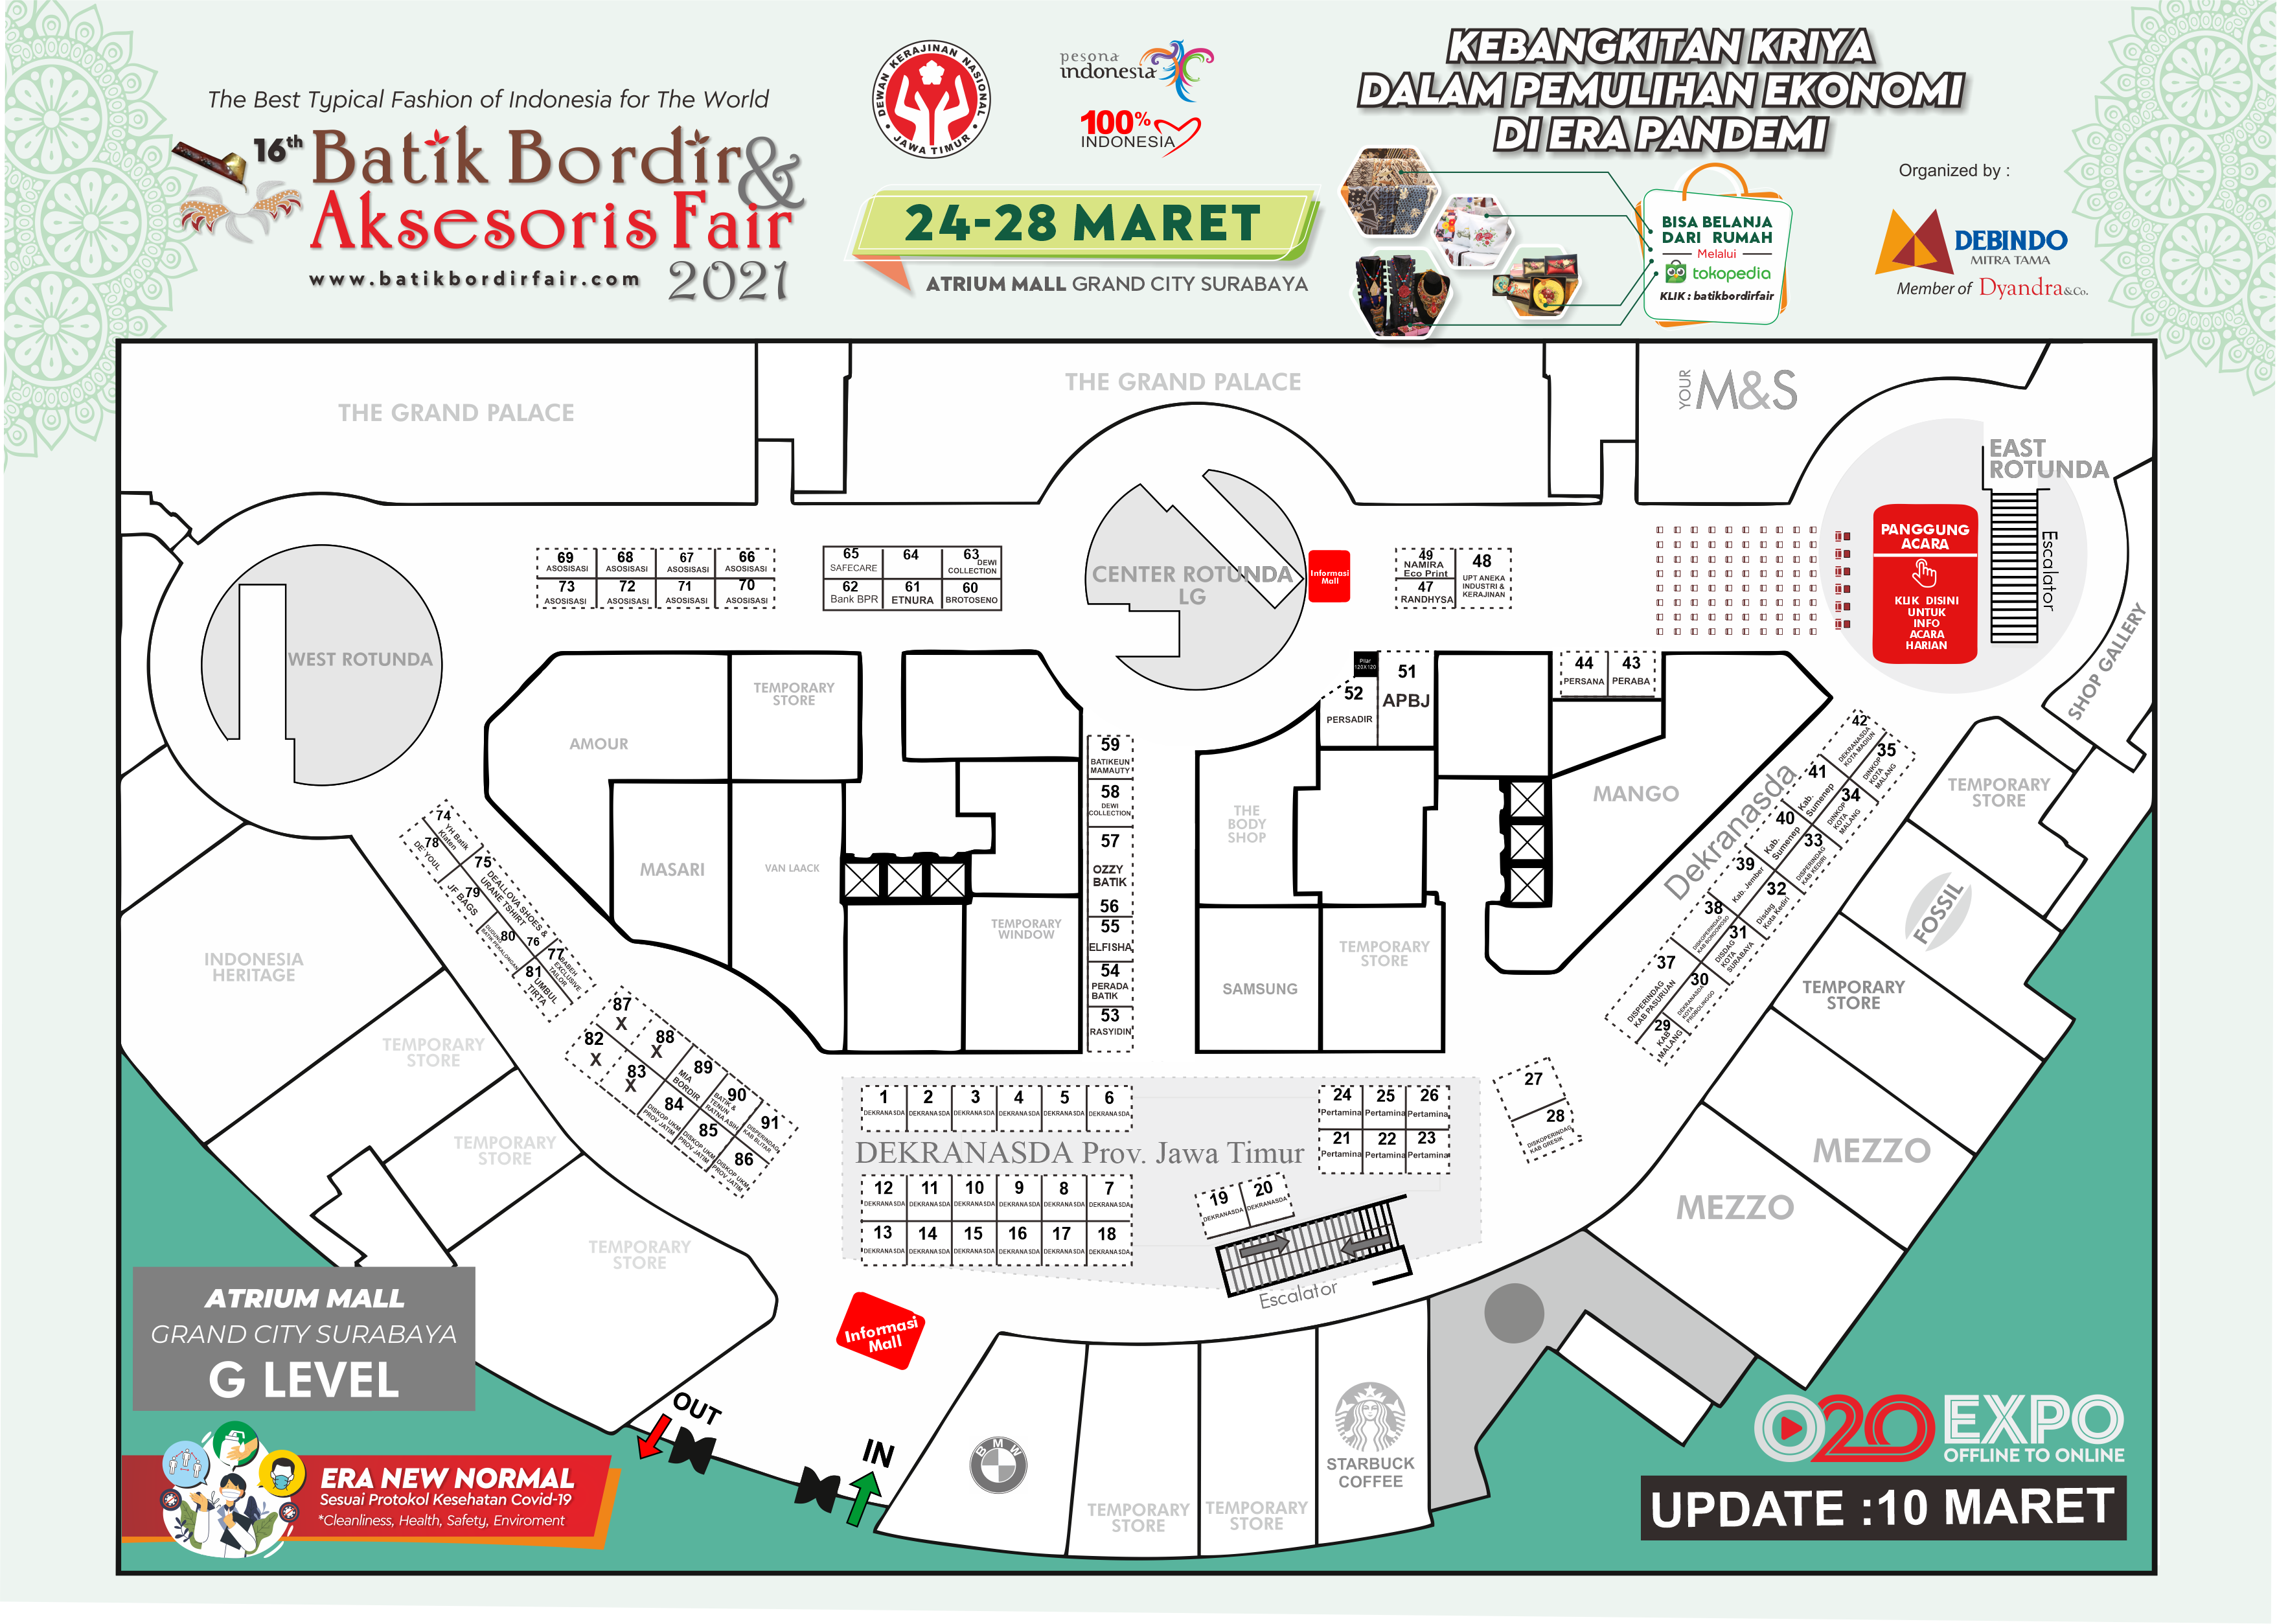 The Best Typical Fashion of Indonesia for The World
16th Batik Bordir &
Aksesoris Fair
www.batikbordirfair.com 2021
DEWAN KERAJINAN NASIONAL
JAWA TIMUR
pesona
indonesia
100%
INDONESIA
24-28 MARET
ATRIUM MALL GRAND CITY SURABAYA
KEBANGKITAN KRIYA
DALAM PEMULIHAN EKONOMI
DI ERA PANDEMI
BISA BELANJA
DARI RUMAH
Melalui
tokopedia
KLIK : batikbordirfair
Organized by :
DEBINDO
MITRA TAMA
Member of Dyandra&Co.
THE GRAND PALACE
THE GRAND PALACE
YOUR M&S
EAST
ROTUNDA
Escalator
SHOP GALLERY
PANGGUNG
ACARA
KLIK DISINI
UNTUK
INFO
ACARA
HARIAN
WEST ROTUNDA
69 ASOSISASI
68 ASOSISASI
67 ASOSISASI
66 ASOSISASI
73 ASOSISASI
72 ASOSISASI
71 ASOSISASI
70 ASOSISASI
65 SAFECARE
64
63 DEWI COLLECTION
62 Bank BPR
61 ETNURA
60 BROTOSENO
CENTER ROTUNDA
LG
Informasi
Mall
49 NAMIRA Eco Print
48 UPT ANEKA INDUSTRI & KERAJINAN
47 RANDHYSA
AMOUR
TEMPORARY
STORE
MASARI
VAN LAACK
TEMPORARY
WINDOW
59 BATIKEUN MAMAUTY
58 DEWI COLLECTION
57
OZZY
BATIK
56
55 ELFISHA
54 PERADA BATIK
53 RASYIDIN
Pilar
120X120
52 PERSADIR
51 APBJ
44 PERSANA
43 PERABA
THE
BODY
SHOP
SAMSUNG
TEMPORARY
STORE
MANGO
Dekranasda
42 DEKRANASDA KOTA MADIUN
35 DINKOP KOTA MALANG
41 Kab. Sumenep
34 DINKOP KOTA MALANG
40 Kab. Sumenep
33 DISPERINDAG KAB KEDIRI
39 Kab. Jember
32 Disdag Kota Kediri
38 DISKOPERINDAG KAB BONDOWOSO
31 DISDAG KOTA SURABAYA
37 DISPERINDAG KAB PASURUAN
30 DEKRANASDA KOTA PROBOLINGGO
29 KAB MALANG
TEMPORARY
STORE
FOSSIL
TEMPORARY
STORE
MEZZO
MEZZO
74 YH Batik Klaten
78 DE' YOUL
75 DEALLOVA SHOES & URANE TSHIRT
79 JF BAGS
80 DUDUNG BATIK PEKALONGAN
76
77 BABEH EXCLUSIVE TAILOR
81 UMBUL TIRTA
INDONESIA
HERITAGE
TEMPORARY
STORE
TEMPORARY
STORE
TEMPORARY
STORE
87 X
88 X
82 X
83 X
89 MIA BORDIR
90 BATIK & TENUN RATNA ASIH
91 DISPERINDAG KAB BLITAR
84 DISKOP UKM PROV JATIM
85 DISKOP UKM PROV JATIM
86 DISKOP UKM PROV JATIM
1 DEKRANASDA
2 DEKRANASDA
3 DEKRANASDA
4 DEKRANASDA
5 DEKRANASDA
6 DEKRANASDA
DEKRANASDA Prov. Jawa Timur
12 DEKRANASDA
11 DEKRANASDA
10 DEKRANASDA
9 DEKRANASDA
8 DEKRANASDA
7 DEKRANASDA
13 DEKRANASDA
14 DEKRANASDA
15 DEKRANASDA
16 DEKRANASDA
17 DEKRANASDA
18 DEKRANASDA
24 Pertamina
25 Pertamina
26 Pertamina
21 Pertamina
22 Pertamina
23 Pertamina
19 DEKRANASDA
20 DEKRANASDA
Escalator
27
28 DISKOPERINDAG KAB GRESIK
Informasi
Mall
OUT
IN
BMW
TEMPORARY
STORE
TEMPORARY
STORE
STARBUCK
COFFEE
ATRIUM MALL
GRAND CITY SURABAYA
G LEVEL
ERA NEW NORMAL
Sesuai Protokol Kesehatan Covid-19
*Cleanliness, Health, Safety, Enviroment
O2O EXPO
OFFLINE TO ONLINE
UPDATE :10 MARET